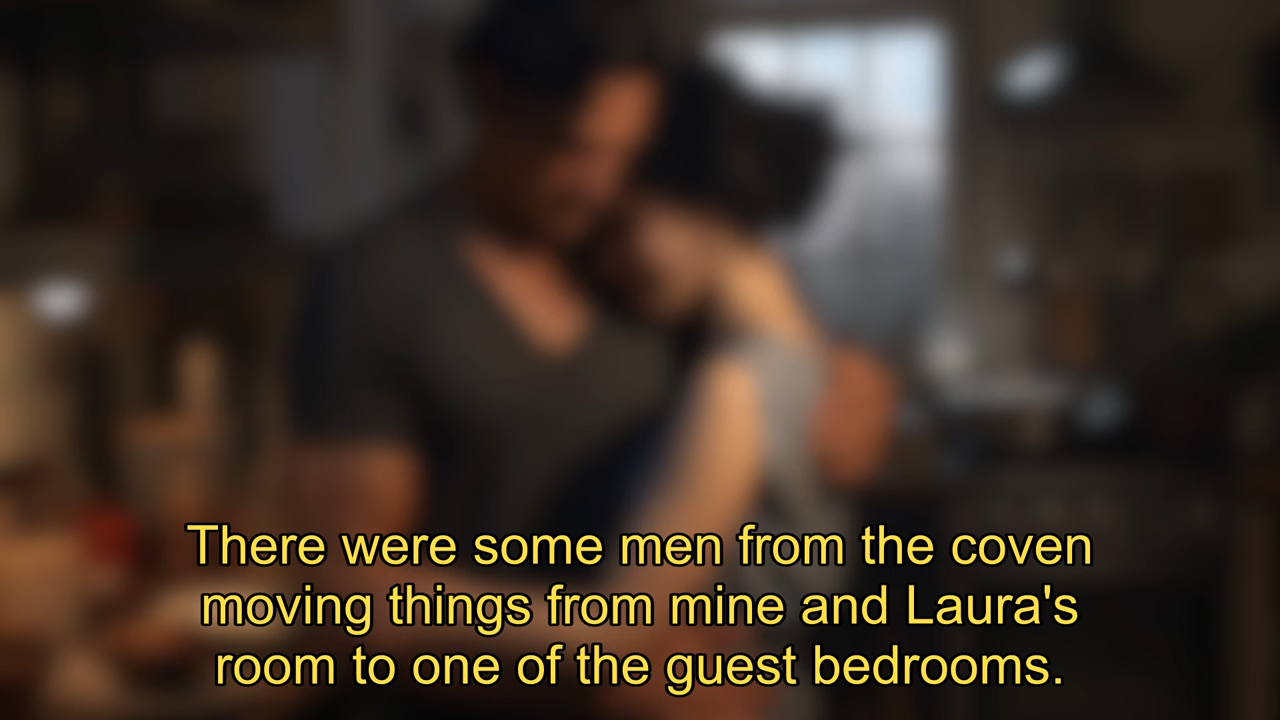 There were some men from the coven
moving things from mine and Laura's
room to one of the guest bedrooms.